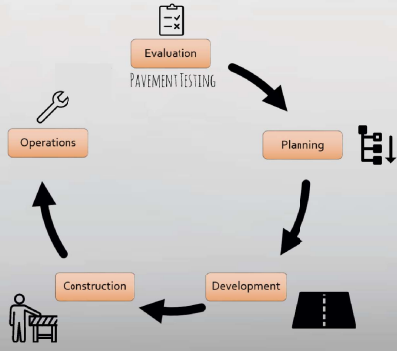 Evaluation
PAVEMENT TESTING
Operations
Planning
Construction
Development